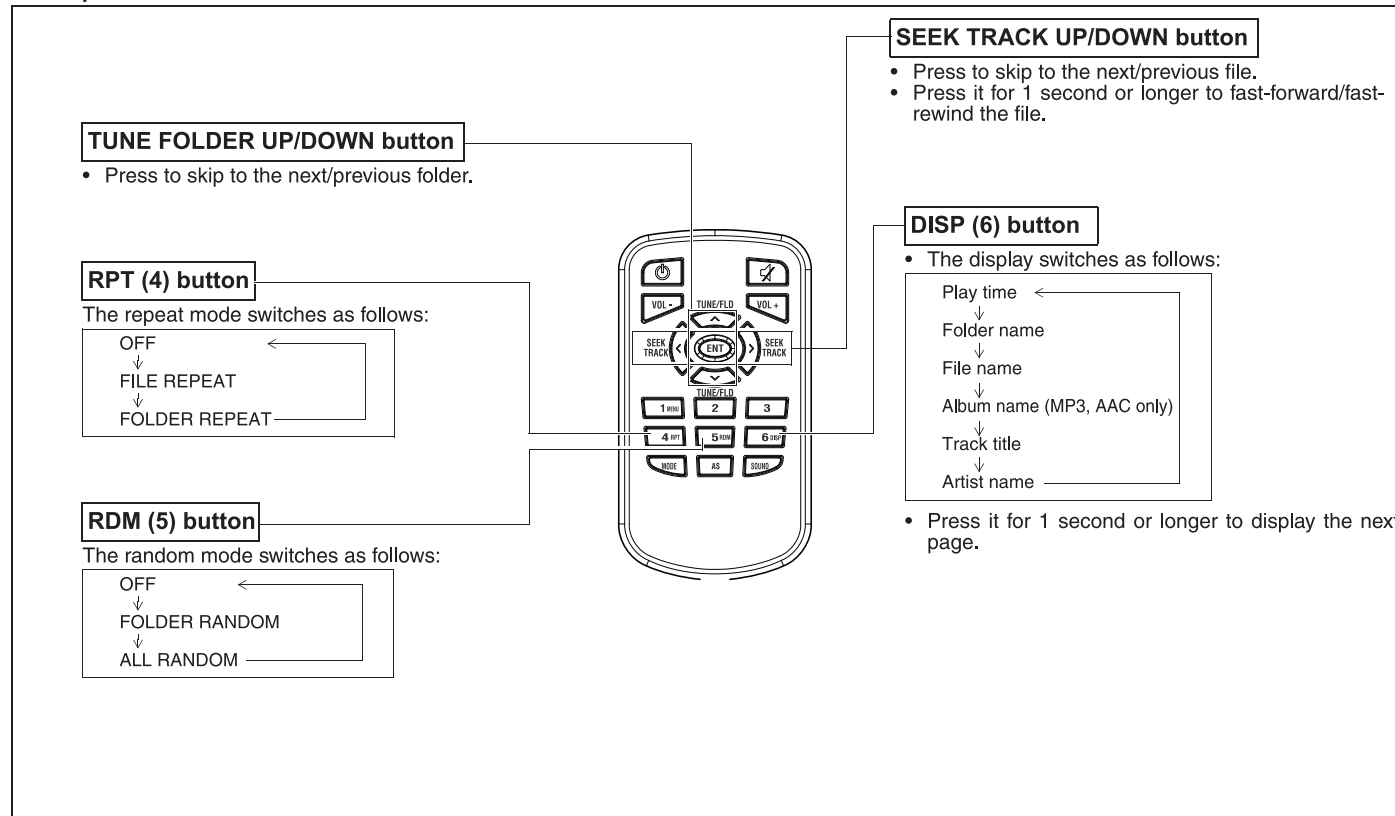 SEEK TRACK UP/DOWN button
• Press to skip to the next/previous file.
• Press it for 1 second or longer to fast-forward/fast-
rewind the file.
TUNE FOLDER UP/DOWN button
• Press to skip to the next/previous folder.
DISP (6) button
• The display switches as follows:
Play time
Folder name
File name
Album name (MP3, AAC only)
Track title
Artist name
• Press it for 1 second or longer to display the next
page.
RPT (4) button
The repeat mode switches as follows:
OFF
FILE REPEAT
FOLDER REPEAT
RDM (5) button
The random mode switches as follows:
OFF
FOLDER RANDOM
ALL RANDOM
VOL -
TUNE/FLD
VOL +
SEEK
TRACK
ENT
SEEK
TRACK
TUNE/FLD
1 MENU
2
3
4 RPT
5 RDM
6 DISP
MODE
AS
SOUND